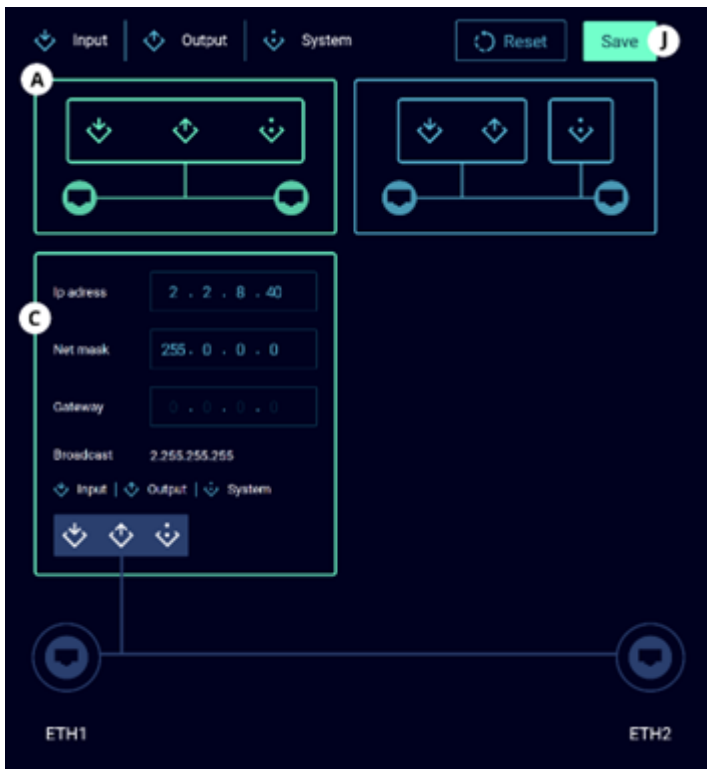 Input Output System Reset Save J
A
Ip adress 2 . 2 . 8 . 40
C
Net mask 255 . 0 . 0 . 0
Gateway 0 . 0 . 0 . 0
Broadcast 2.255.255.255
Input | Output | System
ETH1 ETH2